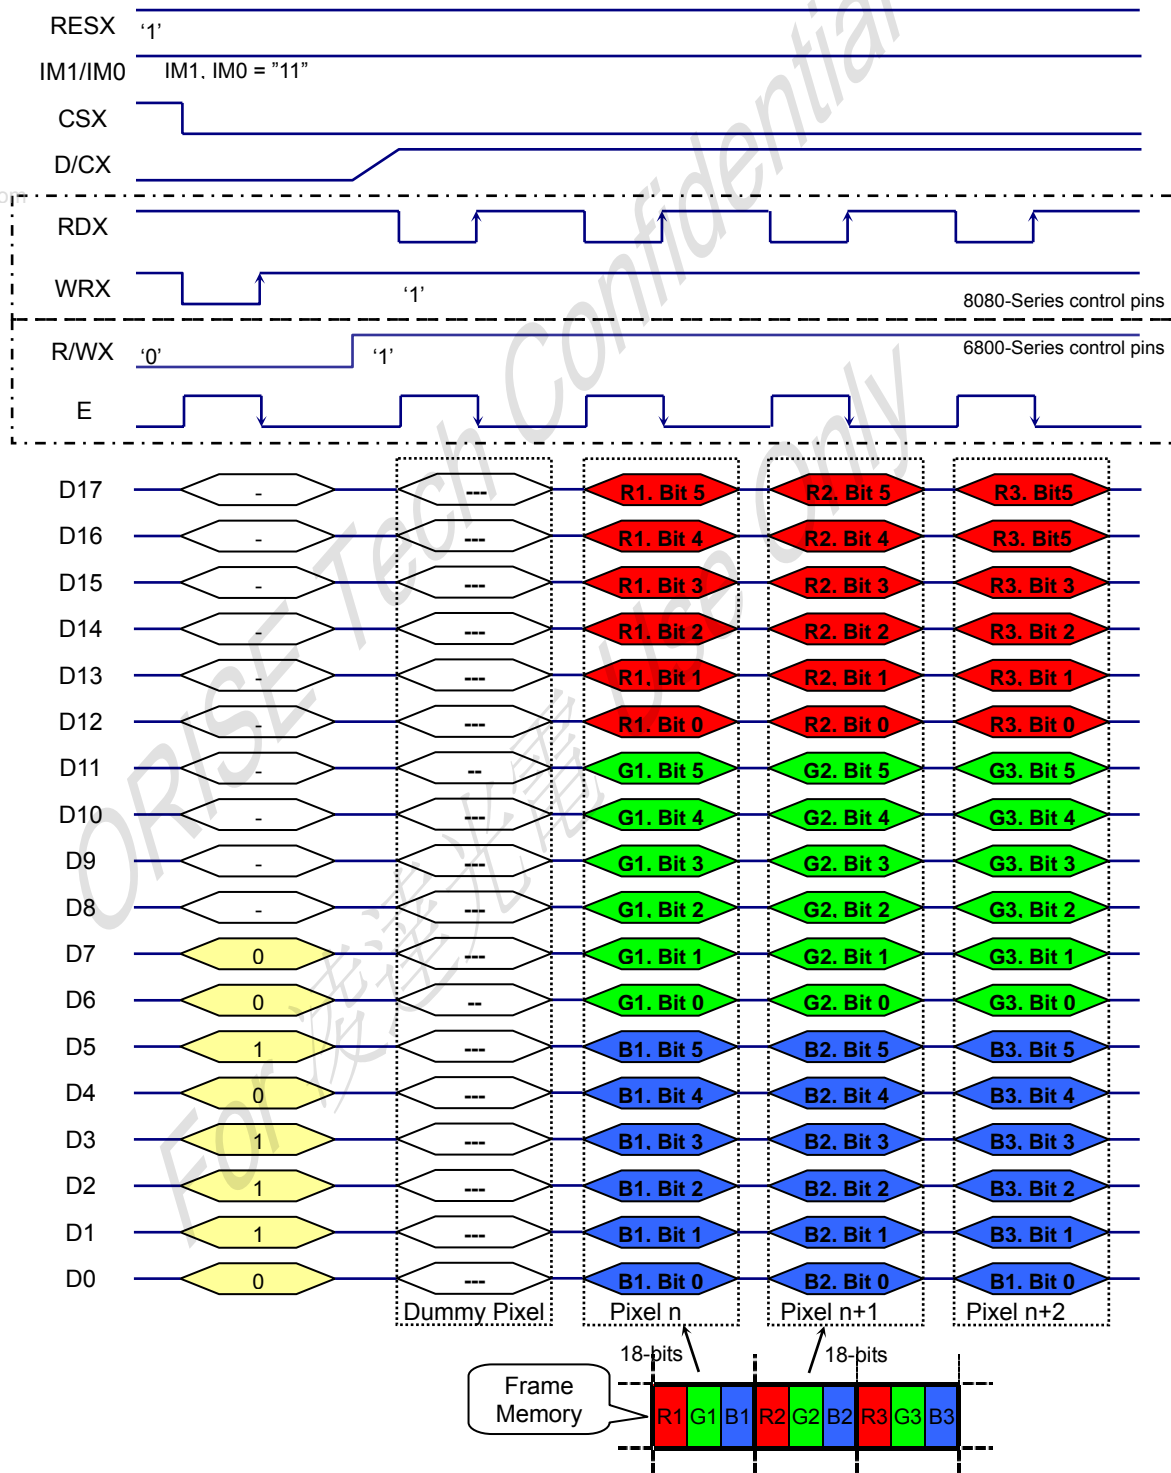 RESX '1'
IM1/IM0 IM1, IM0 = "11"
CSX
D/CX
om
RDX
WRX '1'
8080-Series control pins
R/WX '0' '1' 6800-Series control pins
E
D17 - --- R1. Bit 5 R2. Bit 5 R3. Bit5
D16 - --- R1. Bit 4 R2. Bit 4 R3. Bit5
D15 - --- R1. Bit 3 R2. Bit 3 R3. Bit 3
D14 - --- R1. Bit 2 R2. Bit 2 R3. Bit 2
D13 - --- R1. Bit 1 R2. Bit 1 R3. Bit 1
D12 - --- R1. Bit 0 R2. Bit 0 R3. Bit 0
D11 - -- G1. Bit 5 G2. Bit 5 G3. Bit 5
D10 - --- G1. Bit 4 G2. Bit 4 G3. Bit 4
D9 - --- G1. Bit 3 G2. Bit 3 G3. Bit 3
D8 - --- G1. Bit 2 G2. Bit 2 G3. Bit 2
D7 0 --- G1. Bit 1 G2. Bit 1 G3. Bit 1
D6 0 -- G1. Bit 0 G2. Bit 0 G3. Bit 0
D5 1 --- B1. Bit 5 B2. Bit 5 B3. Bit 5
D4 0 --- B1. Bit 4 B2. Bit 4 B3. Bit 4
D3 1 --- B1. Bit 3 B2. Bit 3 B3. Bit 3
D2 1 --- B1. Bit 2 B2. Bit 2 B3. Bit 2
D1 1 --- B1. Bit 1 B2. Bit 1 B3. Bit 1
D0 0 --- B1. Bit 0 B2. Bit 0 B1. Bit 0
Dummy Pixel Pixel n Pixel n+1 Pixel n+2
18-bits 18-bits
Frame
Memory
R1 G1 B1 R2 G2 B2 R3 G3 B3
ORISE Tech Confidential
For 凌達光電 Use Only